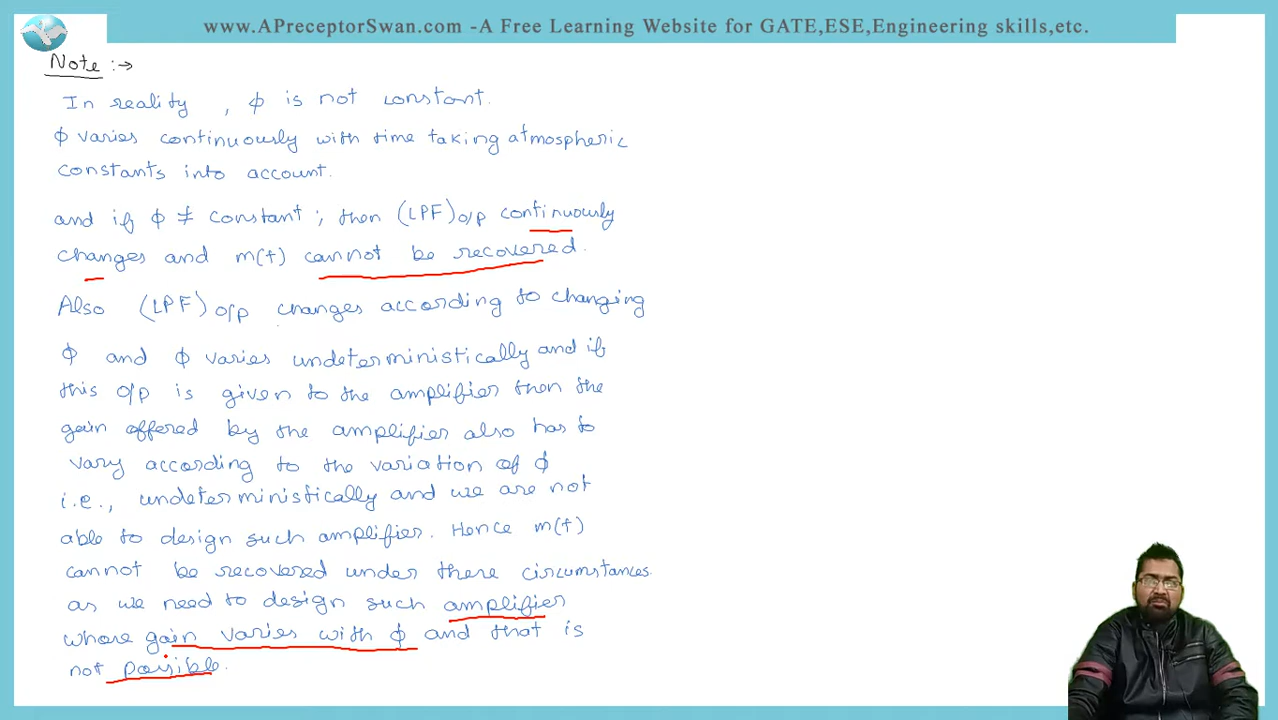 www.APreceptorSwan.com -A Free Learning Website for GATE,ESE,Engineering skills,etc.
Note :→
In reality , ϕ is not constant.
ϕ varies continuously with time taking atmospheric
constants into account.
and if ϕ ≠ constant ; then (LPF)o/p continuously
changes and m(t) cannot be recovered.
Also (LPF)o/p changes according to changing
ϕ and ϕ varies undeterministically and if
this o/p is given to the amplifier then the
gain offered by the amplifier also has to
vary according to the variation of ϕ
i.e., undeterministically and we are not
able to design such amplifier. Hence m(t)
cannot be recovered under these circumstances.
as we need to design such amplifier
whose gain varies with ϕ and that is
not possible.